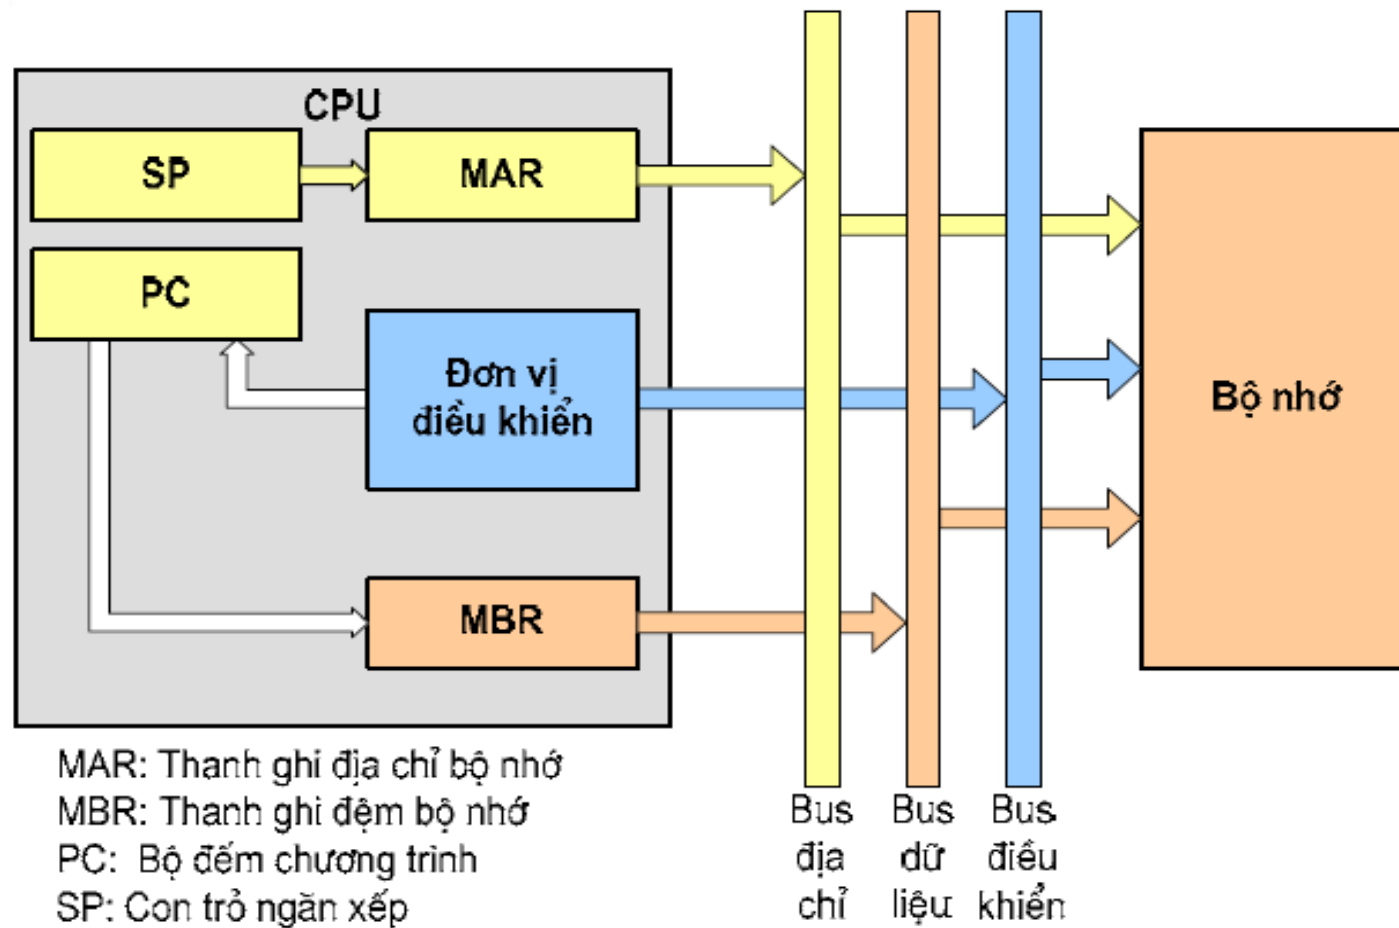 CPU
SP
MAR
PC
Đơn vị
điều khiển
Bộ nhớ
MBR
MAR: Thanh ghi địa chỉ bộ nhớ
MBR: Thanh ghi đệm bộ nhớ
PC: Bộ đếm chương trình
SP: Con trỏ ngăn xếp
Bus
địa
chỉ
Bus
dữ
liệu
Bus
điều
khiển